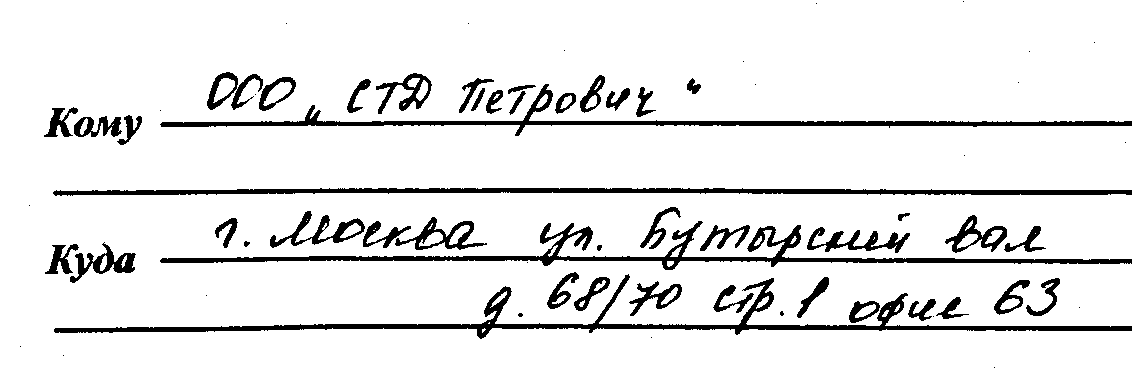 Кому ООО „СТД Петрович“
Куда г. Москва ул. Бутырский вал
д. 68/70 стр. 1 офис 63